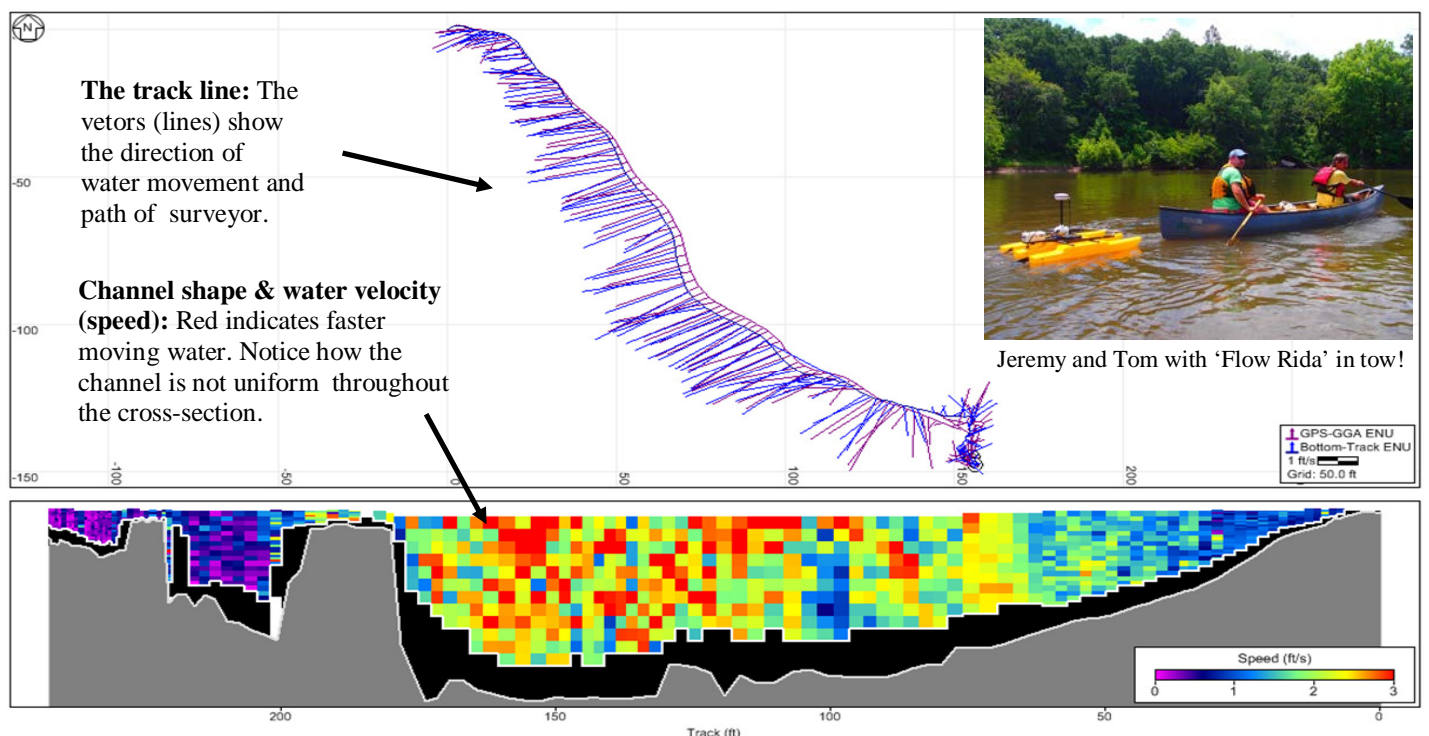 N
The track line: The
vetors (lines) show
the direction of
water movement and
path of surveyor.
Channel shape & water velocity
(speed): Red indicates faster
moving water. Notice how the
channel is not uniform throughout
the cross-section.
Jeremy and Tom with ‘Flow Rida’ in tow!
GPS-GGA ENU
Bottom-Track ENU
1 ft/s
Grid: 50.0 ft
-50
-100
-150
-100
-50
0
50
100
150
200
Speed (ft/s)
0 1 2 3
200 150 100 50 0
Track (ft)